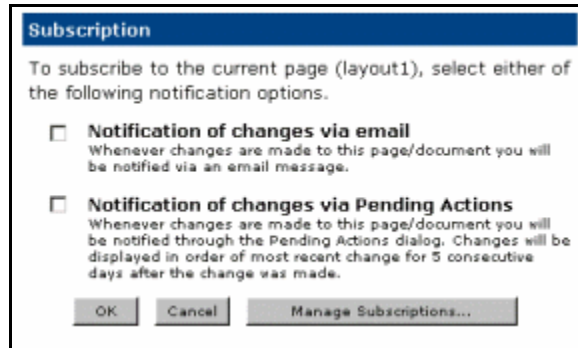 Subscription
To subscribe to the current page (layout1), select either of
the following notification options.
Notification of changes via email
Whenever changes are made to this page/document you will
be notified via an email message.
Notification of changes via Pending Actions
Whenever changes are made to this page/document you will
be notified through the Pending Actions dialog. Changes will be
displayed in order of most recent change for 5 consecutive
days after the change was made.
OK Cancel Manage Subscriptions...